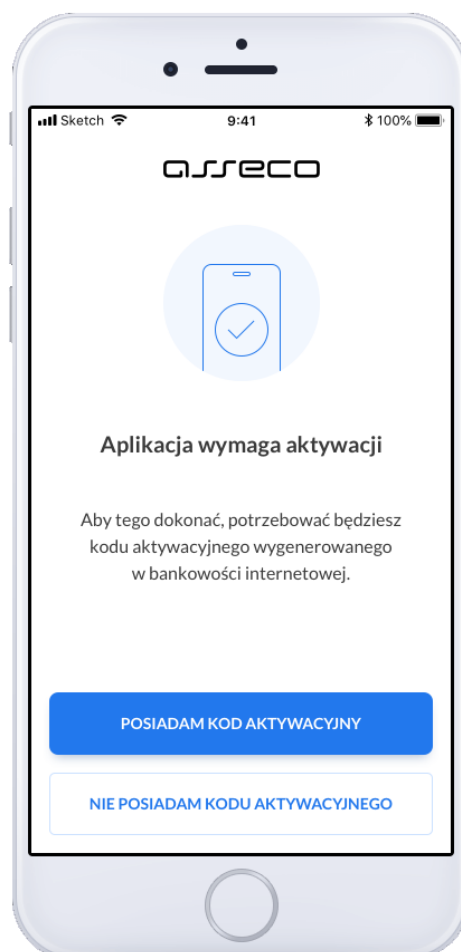 Sketch 9:41 100%
asseco
Aplikacja wymaga aktywacji
Aby tego dokonać, potrzebować będziesz
kodu aktywacyjnego wygenerowanego
w bankowości internetowej.
POSIADAM KOD AKTYWACYJNY
NIE POSIADAM KODU AKTYWACYJNEGO